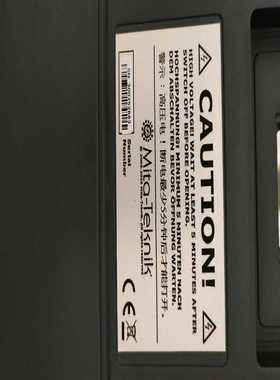 CAUTION!
HIGH VOLTAGE! WAIT AT LEAST 5 MINUTES AFTER
SWITCH OFF BEFORE OPENING.
HOCHSPANNUNG! MINIMUM 5 MINUTEN NACH
DEM ABSCHALTEN BEVOR ÖFFNUNG WARTEN.
警示:高压电!断电最少5分钟后才能打开.
Mita-Teknik
CE
Serial
Number